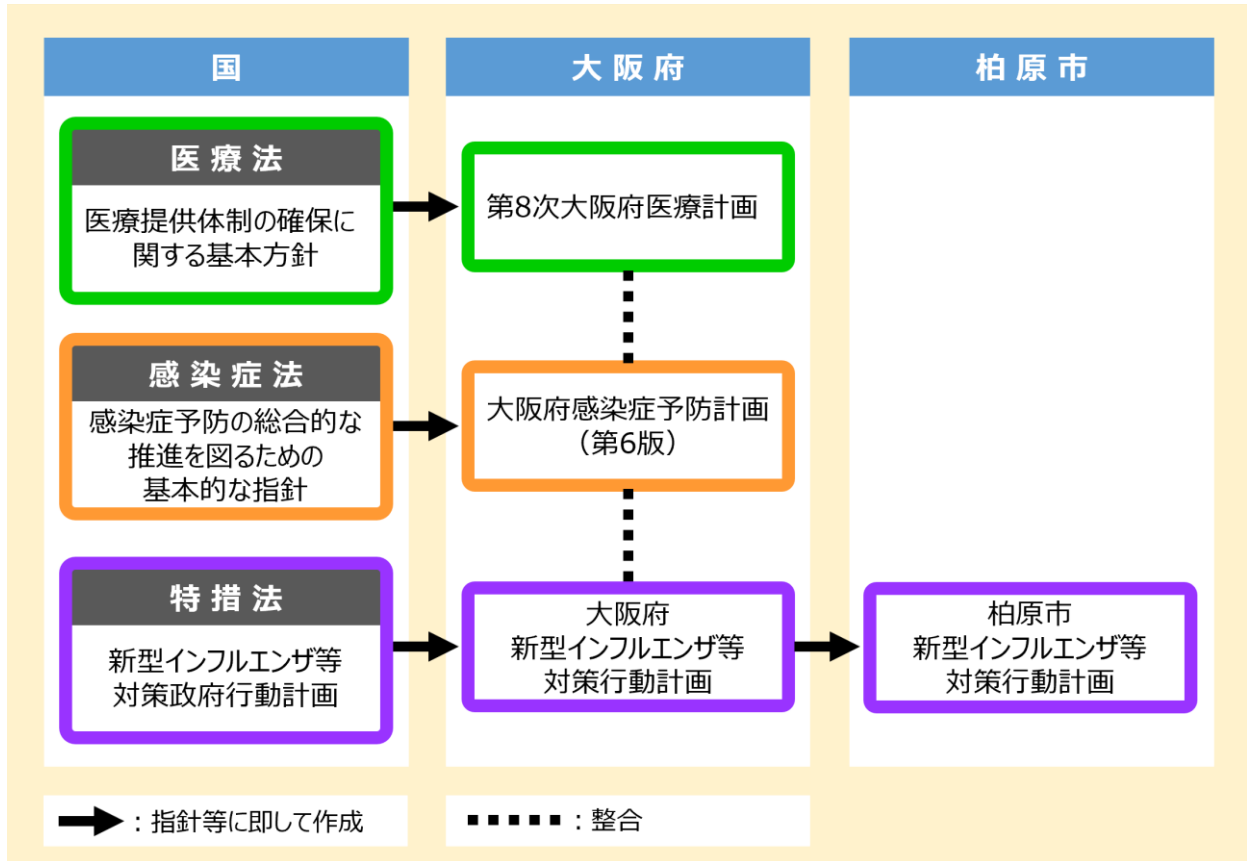 国
大阪府
柏原市
医療法
医療提供体制の確保に
関する基本方針
第8次大阪府医療計画
感染症法
感染症予防の総合的な
推進を図るための
基本的な指針
大阪府感染症予防計画
（第6版）
特措法
新型インフルエンザ等
対策政府行動計画
大阪府
新型インフルエンザ等
対策行動計画
柏原市
新型インフルエンザ等
対策行動計画
：指針等に即して作成
：整合